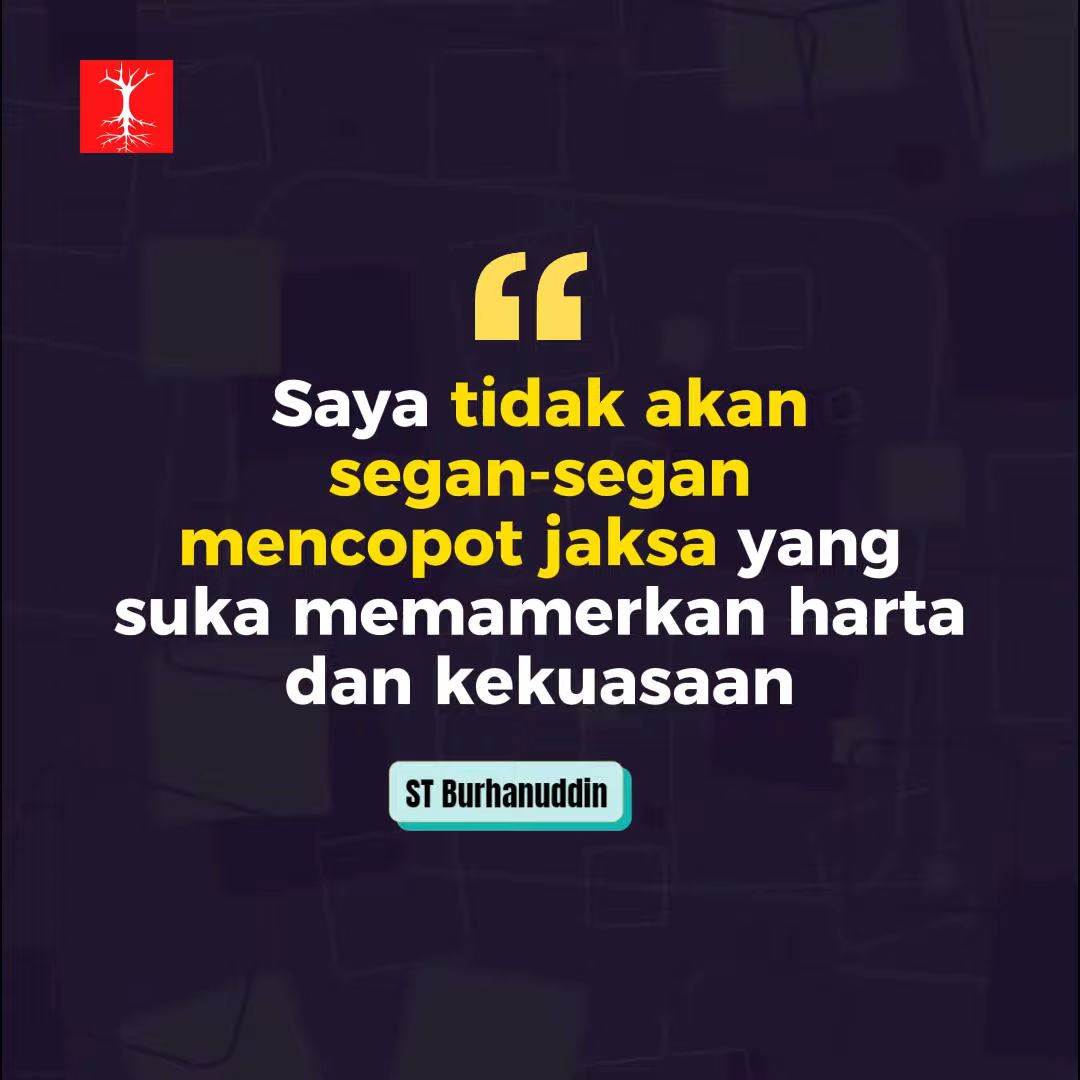 “
Saya tidak akan
segan-segan
mencopot jaksa yang
suka memamerkan harta
dan kekuasaan
ST Burhanuddin